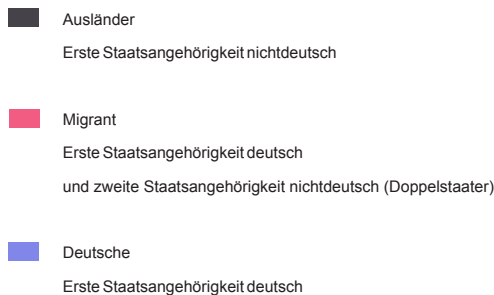 Ausländer
Erste Staatsangehörigkeit nichtdeutsch
Migrant
Erste Staatsangehörigkeit deutsch
und zweite Staatsangehörigkeit nichtdeutsch (Doppelstaater)
Deutsche
Erste Staatsangehörigkeit deutsch